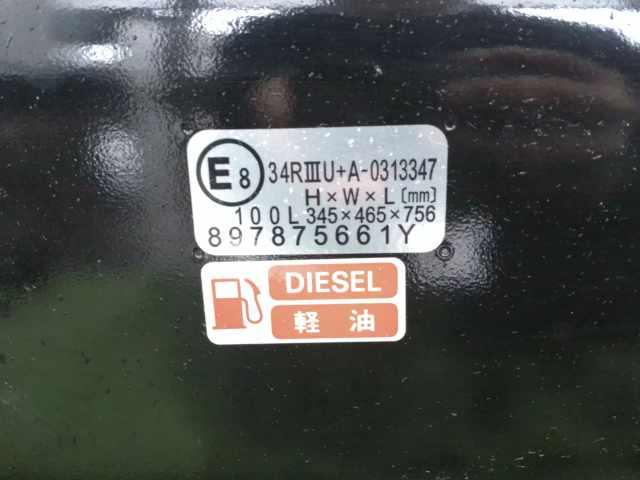 E8 34RⅢU+A-0313347
H×W×L[mm]
100L 345×465×756
897875661Y
DIESEL
軽油